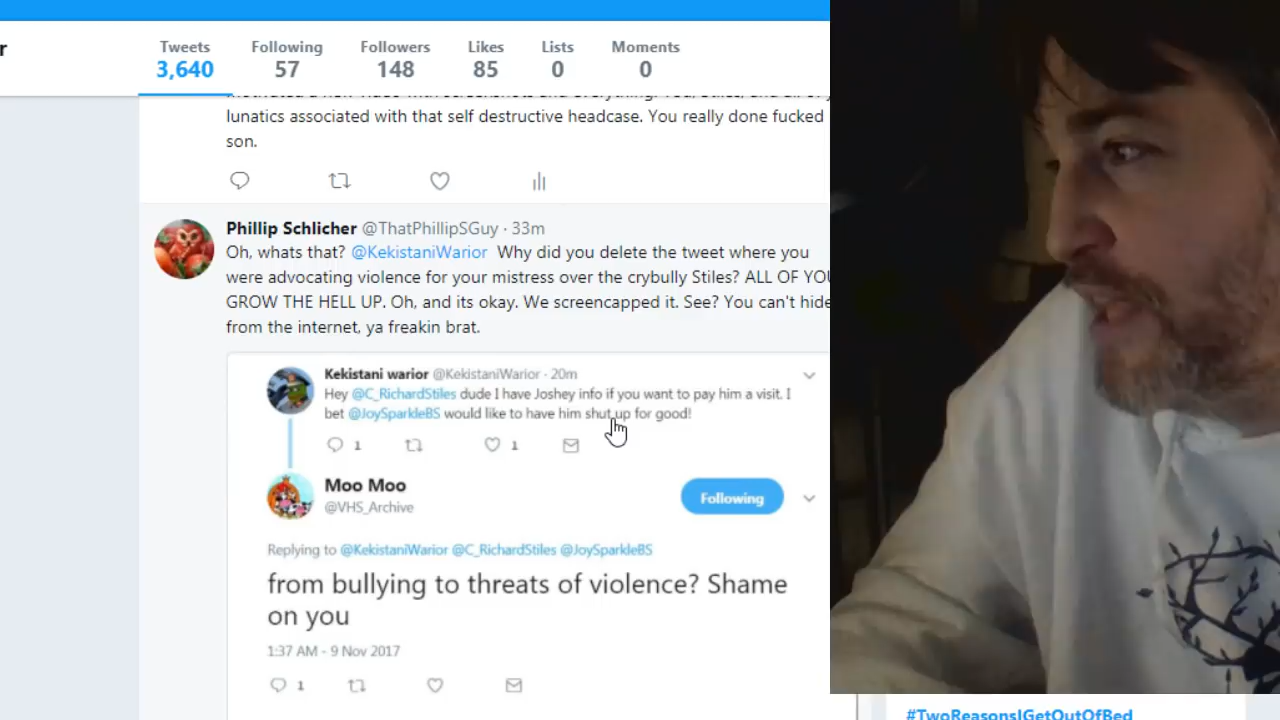 r
Tweets Following Followers Likes Lists Moments
3,640 57 148 85 0 0
lunatics associated with that self destructive headcase. You really done fucked
son.
Phillip Schlicher @ThatPhillipSGuy · 33m
Oh, whats that? @KekistaniWarior Why did you delete the tweet where you
were advocating violence for your mistress over the crybully Stiles? ALL OF YOU
GROW THE HELL UP. Oh, and its okay. We screencapped it. See? You can't hide
from the internet, ya freakin brat.
Kekistani warior @KekistaniWarior · 20m
Hey @C_RichardStiles dude I have Joshey info if you want to pay him a visit. I
bet @JoySparkleBS would like to have him shut up for good!
1 1
Moo Moo
Following
@VHS_Archive
Replying to @KekistaniWarior @C_RichardStiles @JoySparkleBS
from bullying to threats of violence? Shame
on you
1:37 AM - 9 Nov 2017
1
#TwoReasonsIGetOutOfBed